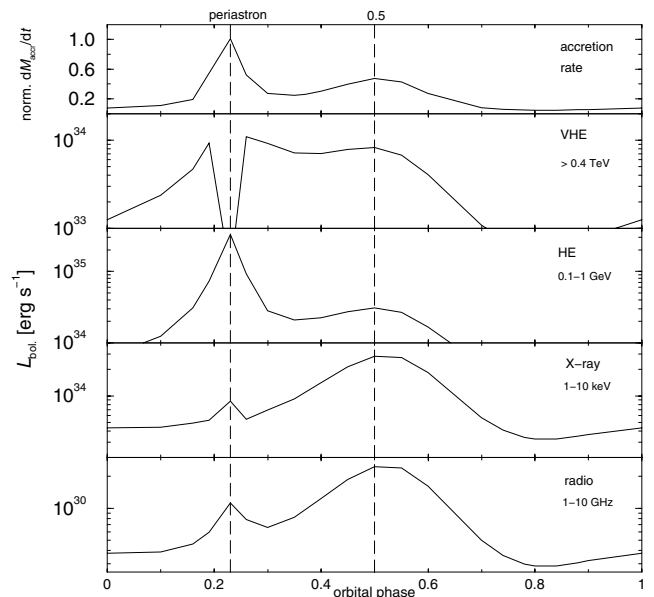 periastron 0.5
norm. dM_accr/dt
1.0
0.6
0.2
accretion
rate
10^34
10^33
VHE
> 0.4 TeV
10^35
10^34
HE
0.1−1 GeV
L_bol. [erg s^−1]
10^34
X−ray
1−10 keV
10^30
radio
1−10 GHz
0 0.2 0.4 0.6 0.8 1
orbital phase